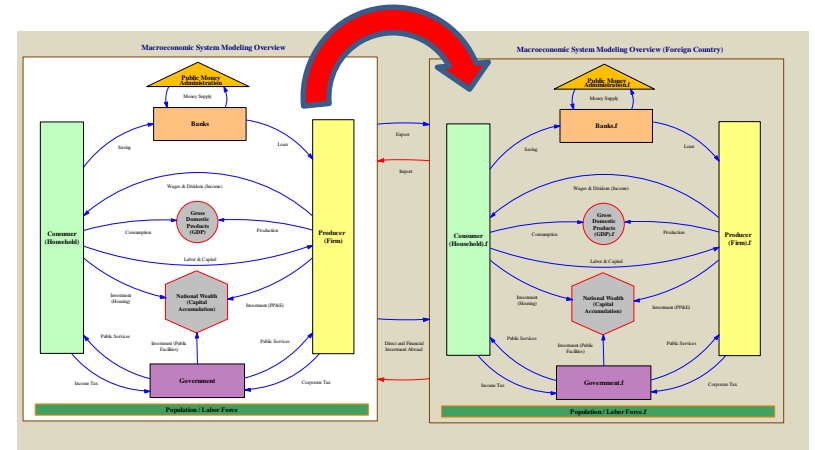 Macroeconomic System Modeling Overview
Public Money
Administration
Money Supply
Banks
Saving
Loan
Wages & Dividens (Income)
Consumer
(Household)
Gross
Domestic
Products
(GDP)
Producer
(Firm)
Consumption
Production
Labor & Capital
National Wealth
(Capital
Accumulation)
Investment
(Housing)
Investment (PP&E)
Public Services
Investment (Public
Facilities)
Public Services
Government
Income Tax
Corporate Tax
Population / Labor Force
Export
Import
Direct and Financial
Investment Abroad
Macroeconomic System Modeling Overview (Foreign Country)
Public Money
Administration.f
Money Supply
Banks.f
Saving
Loan
Wages & Dividens (Income)
Consumer
(Household).f
Gross
Domestic
Products
(GDP).f
Producer
(Firm).f
Consumption
Production
Labor & Capital
National Wealth
(Capital
Accumulation)
Investment
(Housing)
Investment (PP&E)
Public Services
Investment (Public
Facilities)
Public Services
Government.f
Income Tax
Corporate Tax
Population / Labor Force.f